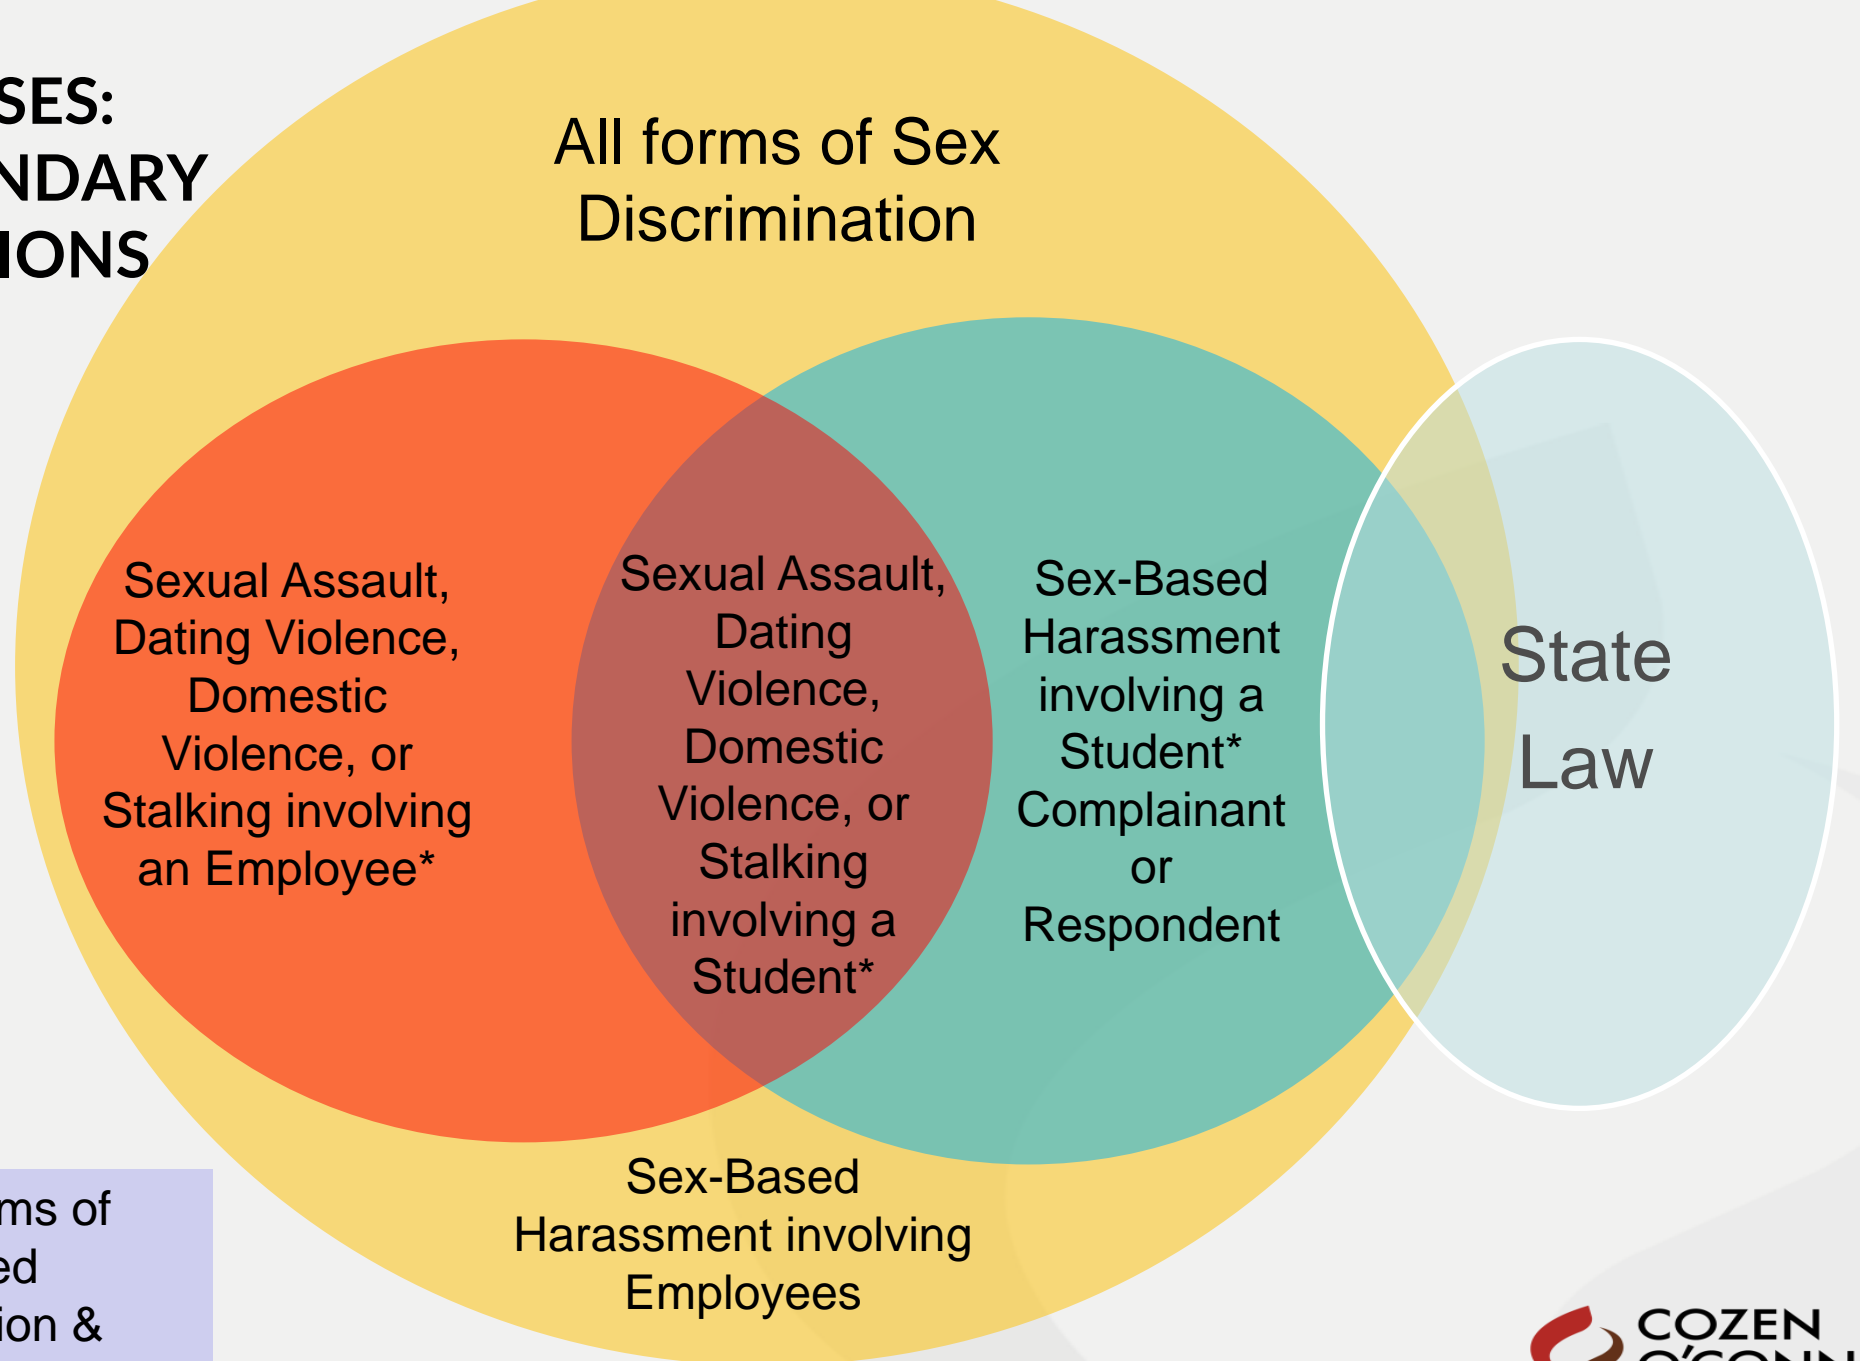 SES:
NDARY
IONS
All forms of Sex
Discrimination
Sexual Assault,
Dating Violence,
Domestic
Violence, or
Stalking involving
an Employee*
Sexual Assault,
Dating
Violence,
Domestic
Violence, or
Stalking
involving a
Student*
Sex-Based
Harassment
involving a
Student*
Complainant
or
Respondent
State
Law
Sex-Based
Harassment involving
Employees
ms of
ed
ion &
COZEN
O'CONN